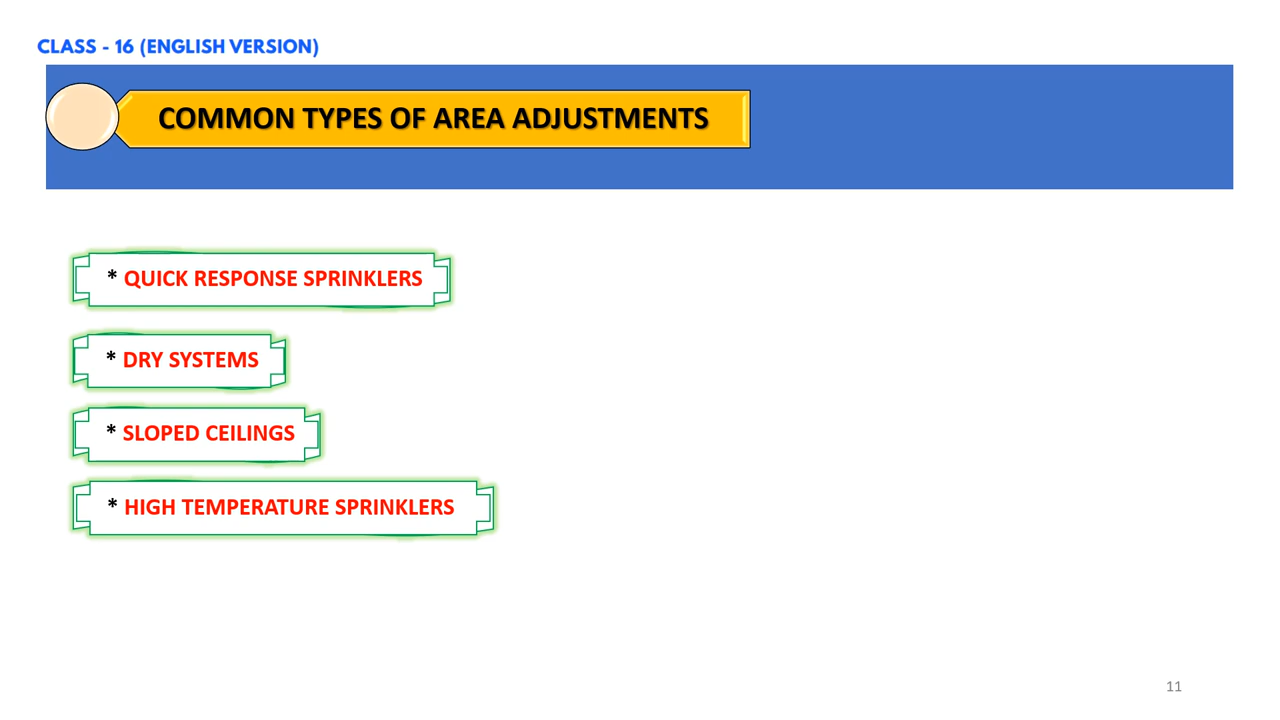 CLASS - 16 (ENGLISH VERSION)
COMMON TYPES OF AREA ADJUSTMENTS
* QUICK RESPONSE SPRINKLERS
* DRY SYSTEMS
* SLOPED CEILINGS
* HIGH TEMPERATURE SPRINKLERS
11